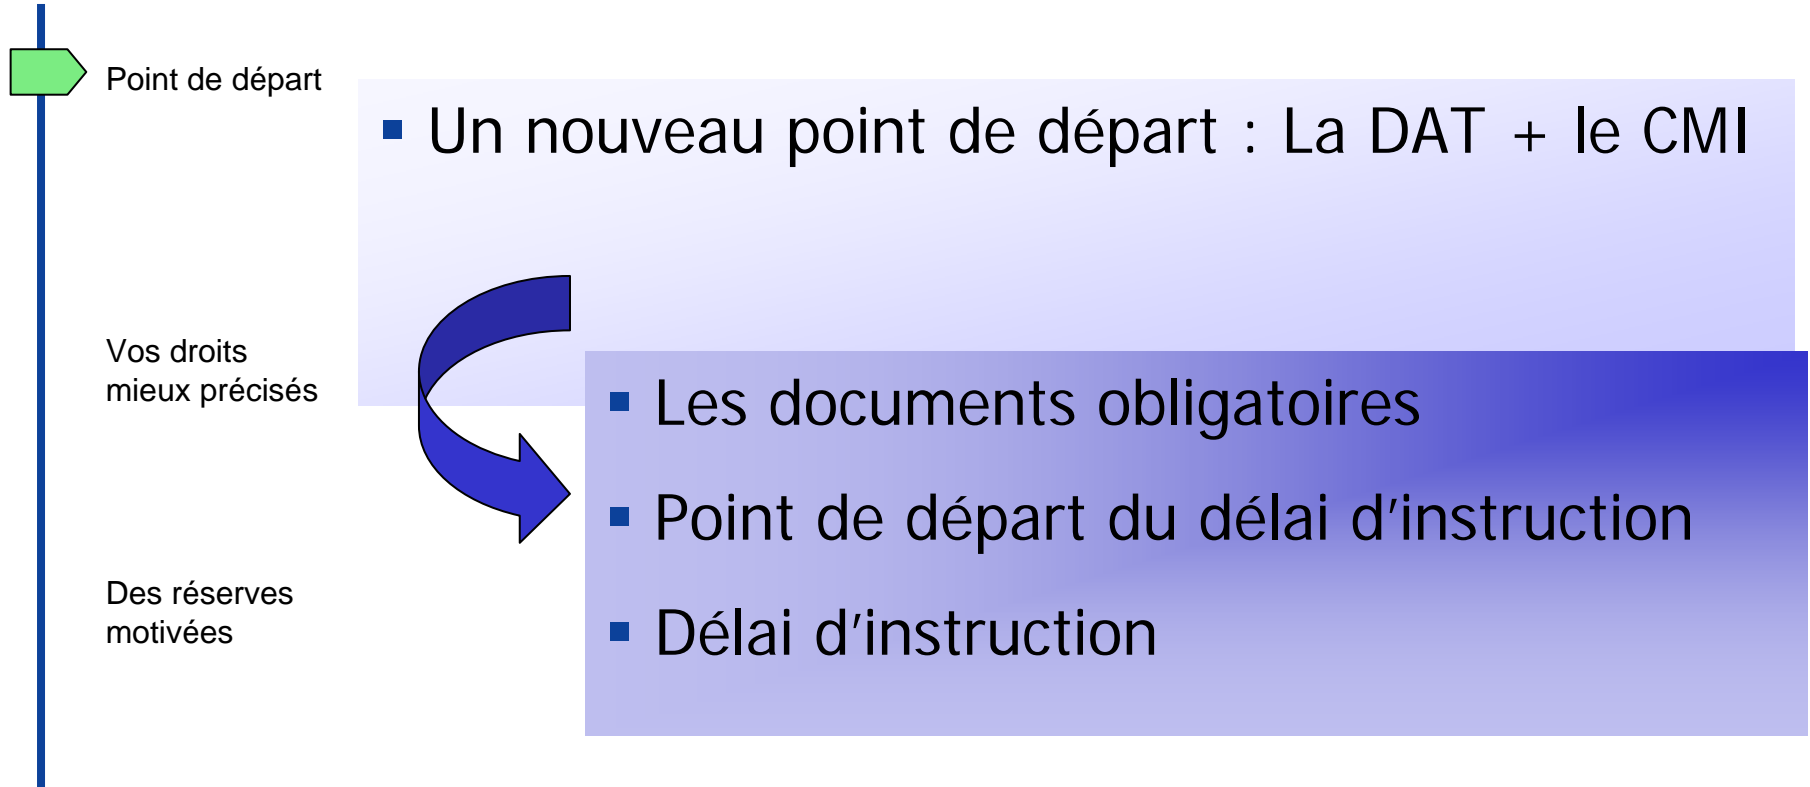 Point de départ
Vos droits
mieux précisés
Des réserves
motivées
▪ Un nouveau point de départ : La DAT + le CMI
▪ Les documents obligatoires
▪ Point de départ du délai d’instruction
▪ Délai d’instruction